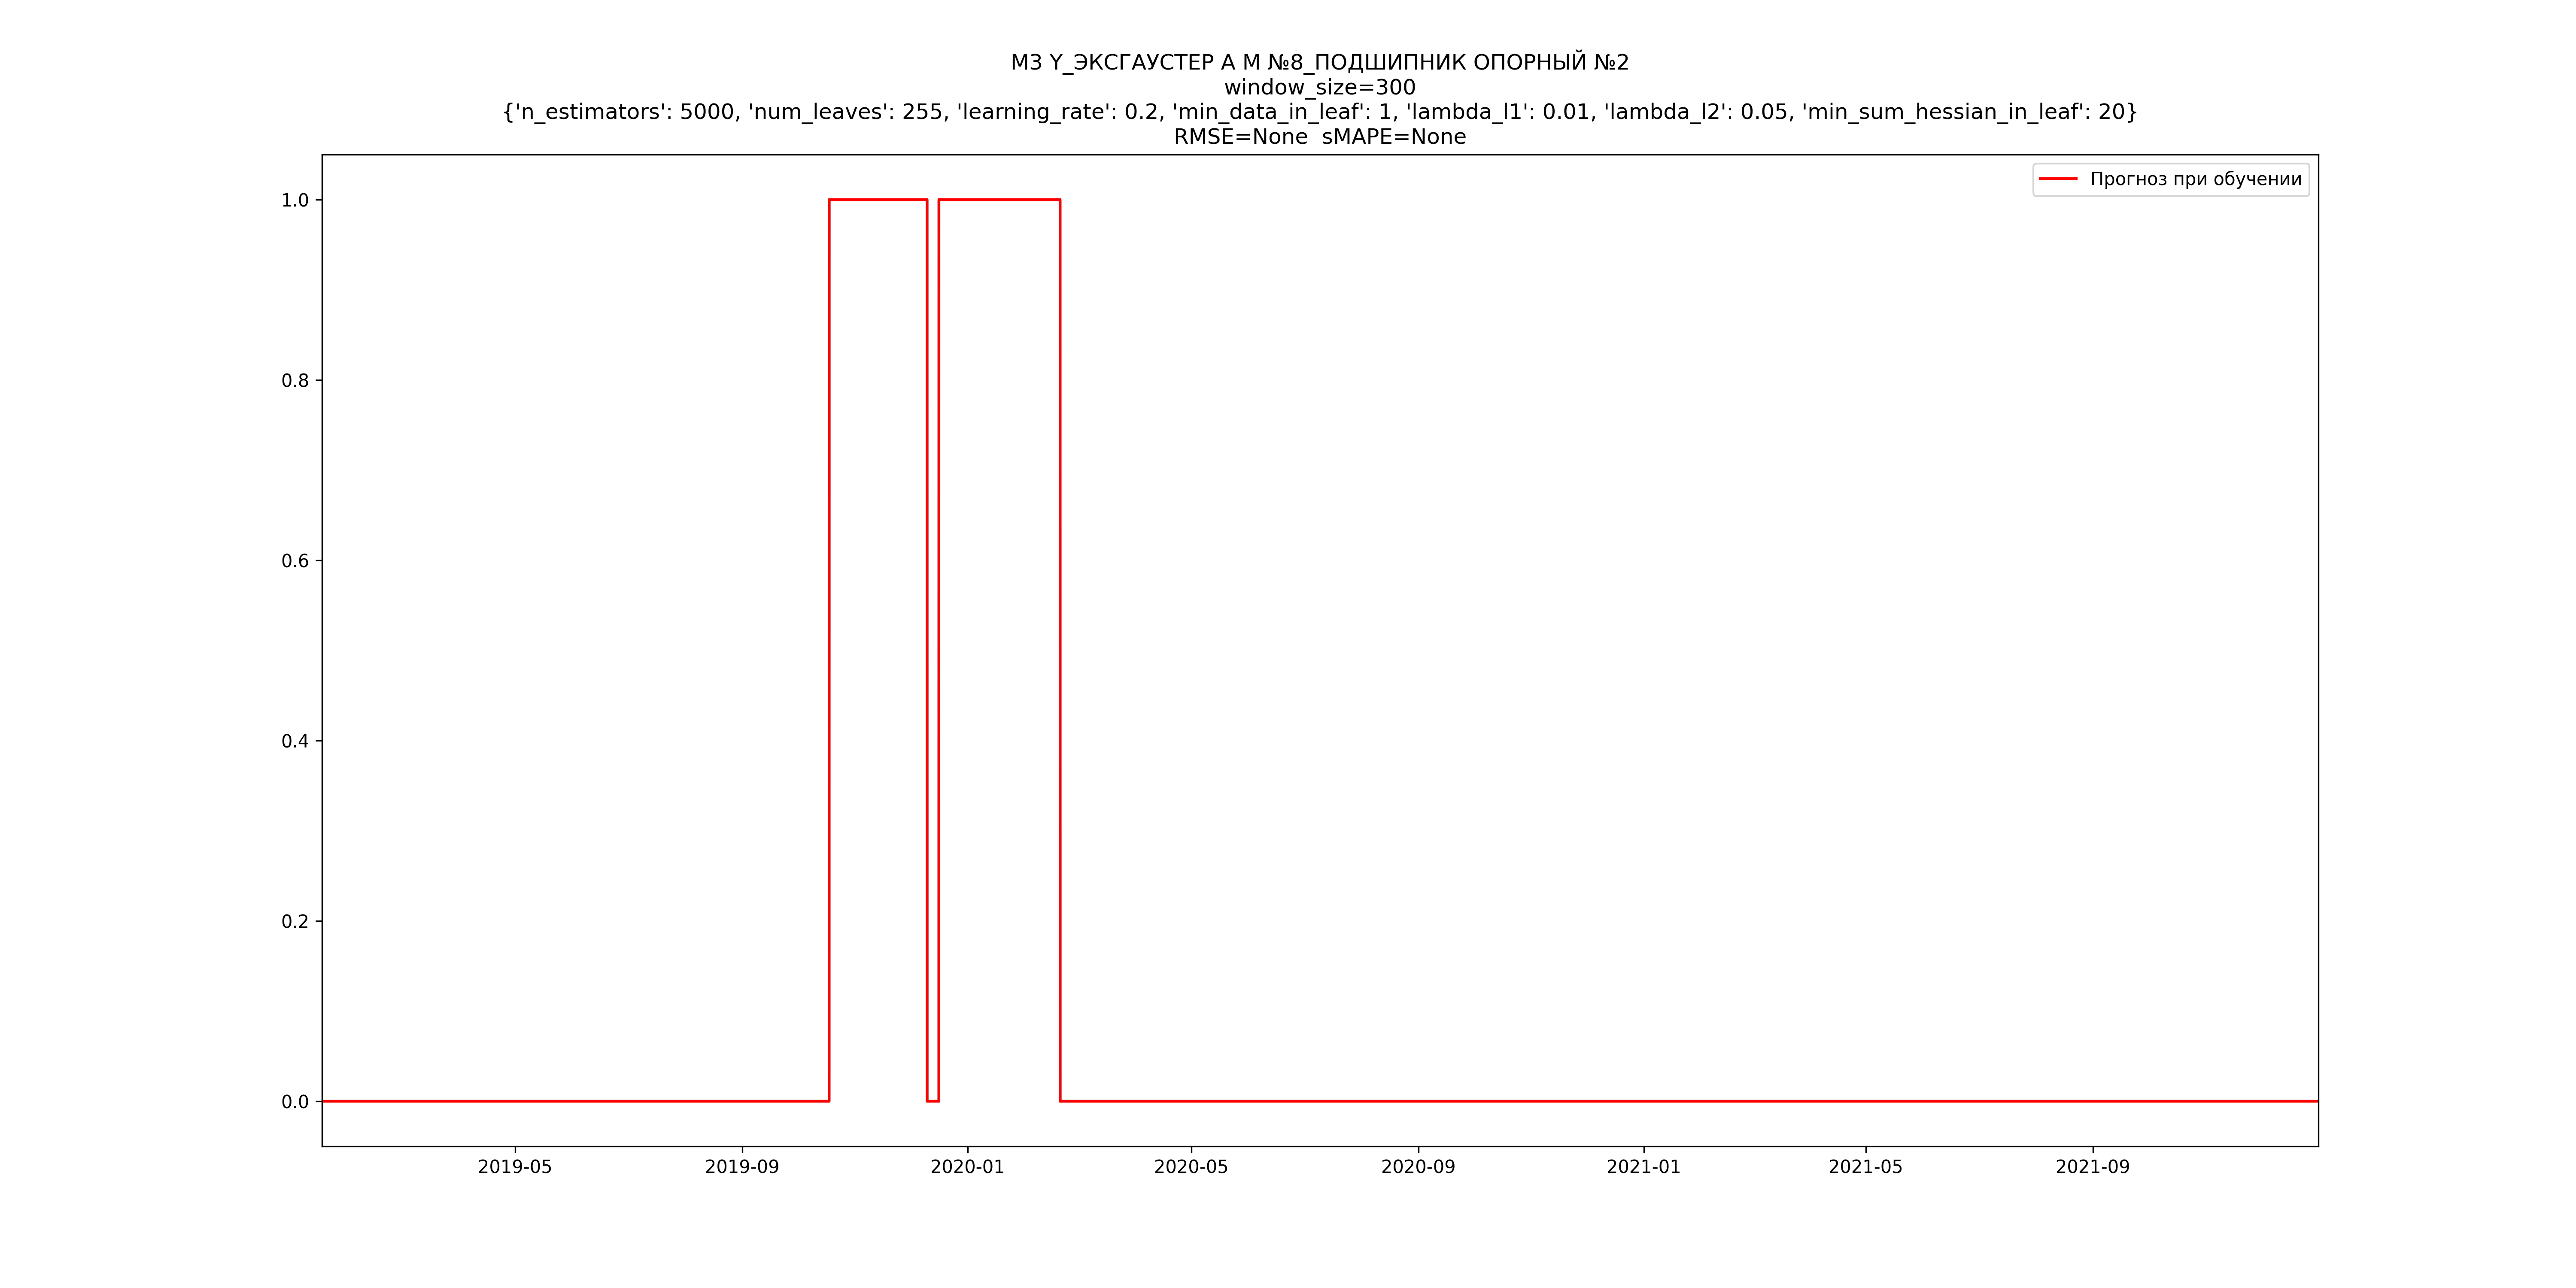 М3 Y_ЭКСГАУСТЕР А М №8_ПОДШИПНИК ОПОРНЫЙ №2
window_size=300
{'n_estimators': 5000, 'num_leaves': 255, 'learning_rate': 0.2, 'min_data_in_leaf': 1, 'lambda_l1': 0.01, 'lambda_l2': 0.05, 'min_sum_hessian_in_leaf': 20}
RMSE=None  sMAPE=None
Прогноз при обучении
1.0
0.8
0.6
0.4
0.2
0.0
2019-05 2019-09 2020-01 2020-05 2020-09 2021-01 2021-05 2021-09